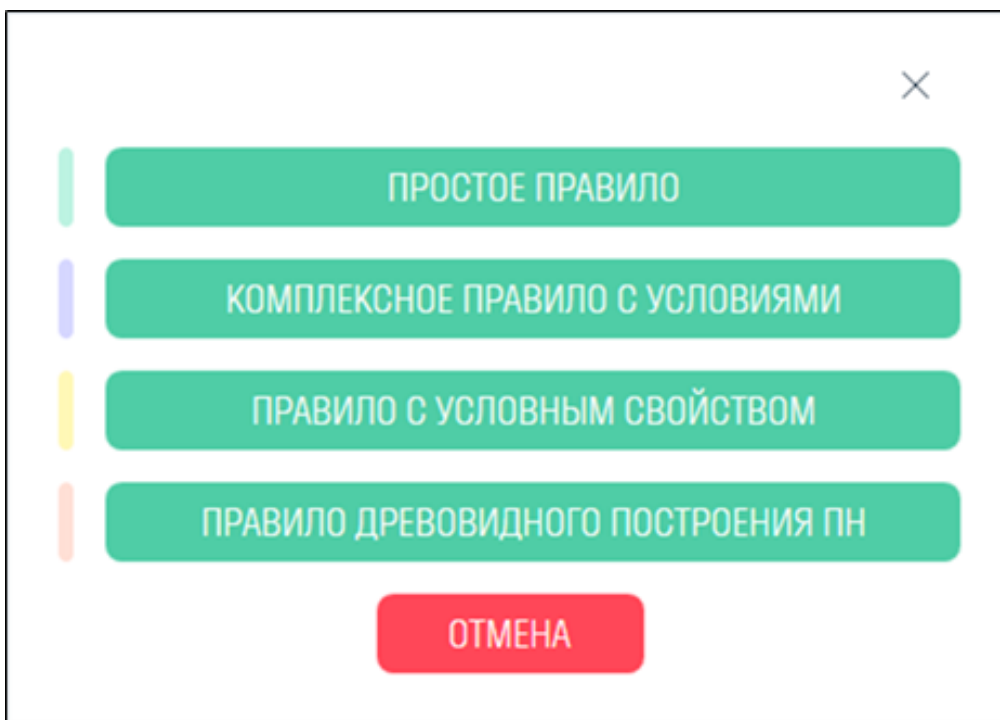 ПРОСТОЕ ПРАВИЛО
КОМПЛЕКСНОЕ ПРАВИЛО С УСЛОВИЯМИ
ПРАВИЛО С УСЛОВНЫМ СВОЙСТВОМ
ПРАВИЛО ДРЕВОВИДНОГО ПОСТРОЕНИЯ ПН
ОТМЕНА